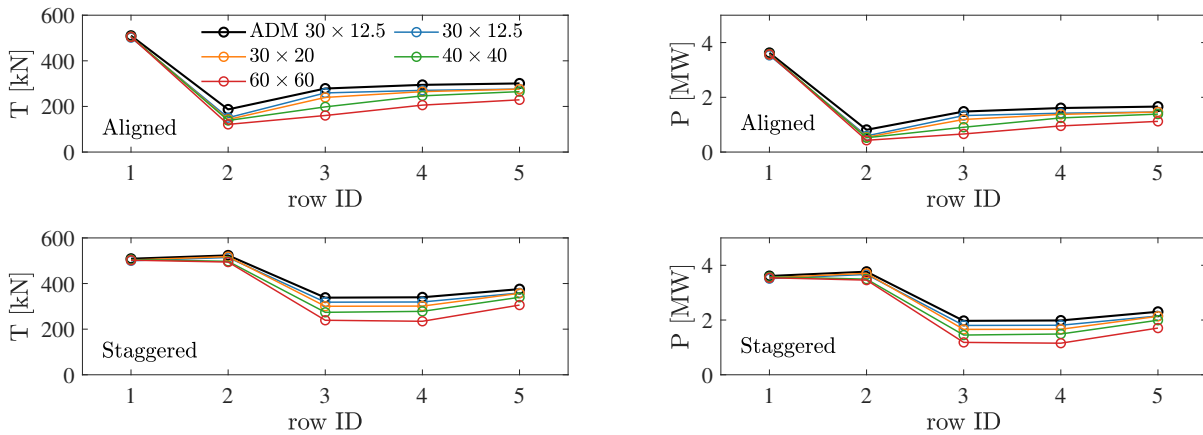 600
400
200
0
T [kN]
ADM 30 × 12.5
30 × 12.5
30 × 20
40 × 40
60 × 60
Aligned
1 2 3 4 5
row ID
4
2
0
P [MW]
Aligned
1 2 3 4 5
row ID
600
400
200
0
T [kN]
Staggered
1 2 3 4 5
row ID
4
2
0
P [MW]
Staggered
1 2 3 4 5
row ID